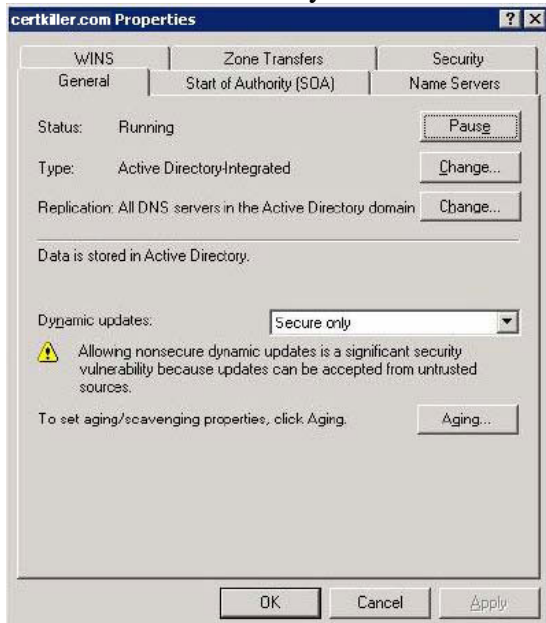 certkiller.com Properties
WINS Zone Transfers Security
General Start of Authority (SOA) Name Servers
Status: Running Pause
Type: Active Directory-Integrated Change...
Replication: All DNS servers in the Active Directory domain Change...
Data is stored in Active Directory.
Dynamic updates: Secure only
Allowing nonsecure dynamic updates is a significant security
vulnerability because updates can be accepted from untrusted
sources.
To set aging/scavenging properties, click Aging. Aging...
OK Cancel Apply